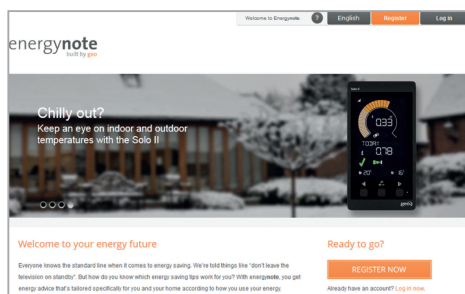 Welcome to Energynote
?
English
Register
Log in
energynote
built by geo
Chilly out?
Keep an eye on indoor and outdoor
temperatures with the Solo II
0.33
TODAY
0.78
20°
16°
geo
Welcome to your energy future
Everyone knows the standard line when it comes to energy saving. We're told things like "don't leave the
television on standby". But how do you know which energy saving tips work for you? With energynote, you get
energy advice that's tailored specifically for you and your home according to how you use your energy.
Ready to go?
REGISTER NOW
Already have an account? Log in now.